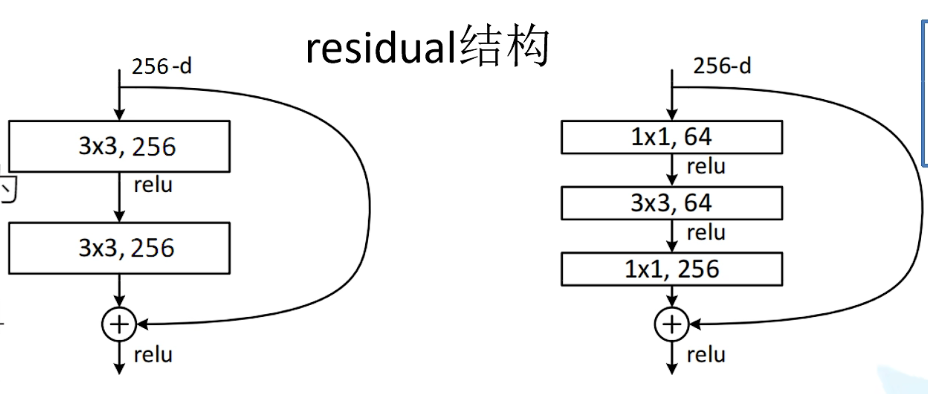 residual结构
256-d
3x3, 256
relu
3x3, 256
+
relu
256-d
1x1, 64
relu
3x3, 64
relu
1x1, 256
+
relu